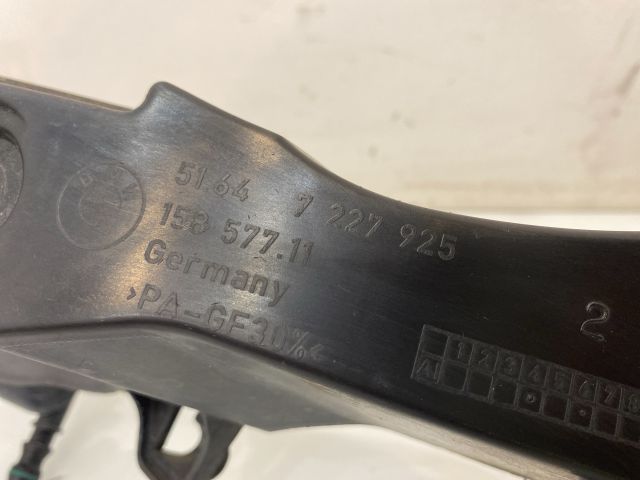 BMW
51.64 7 227 925
158 577.11
Germany
>PA-GF30%<
2
1 2 3 4 5 6 7
A